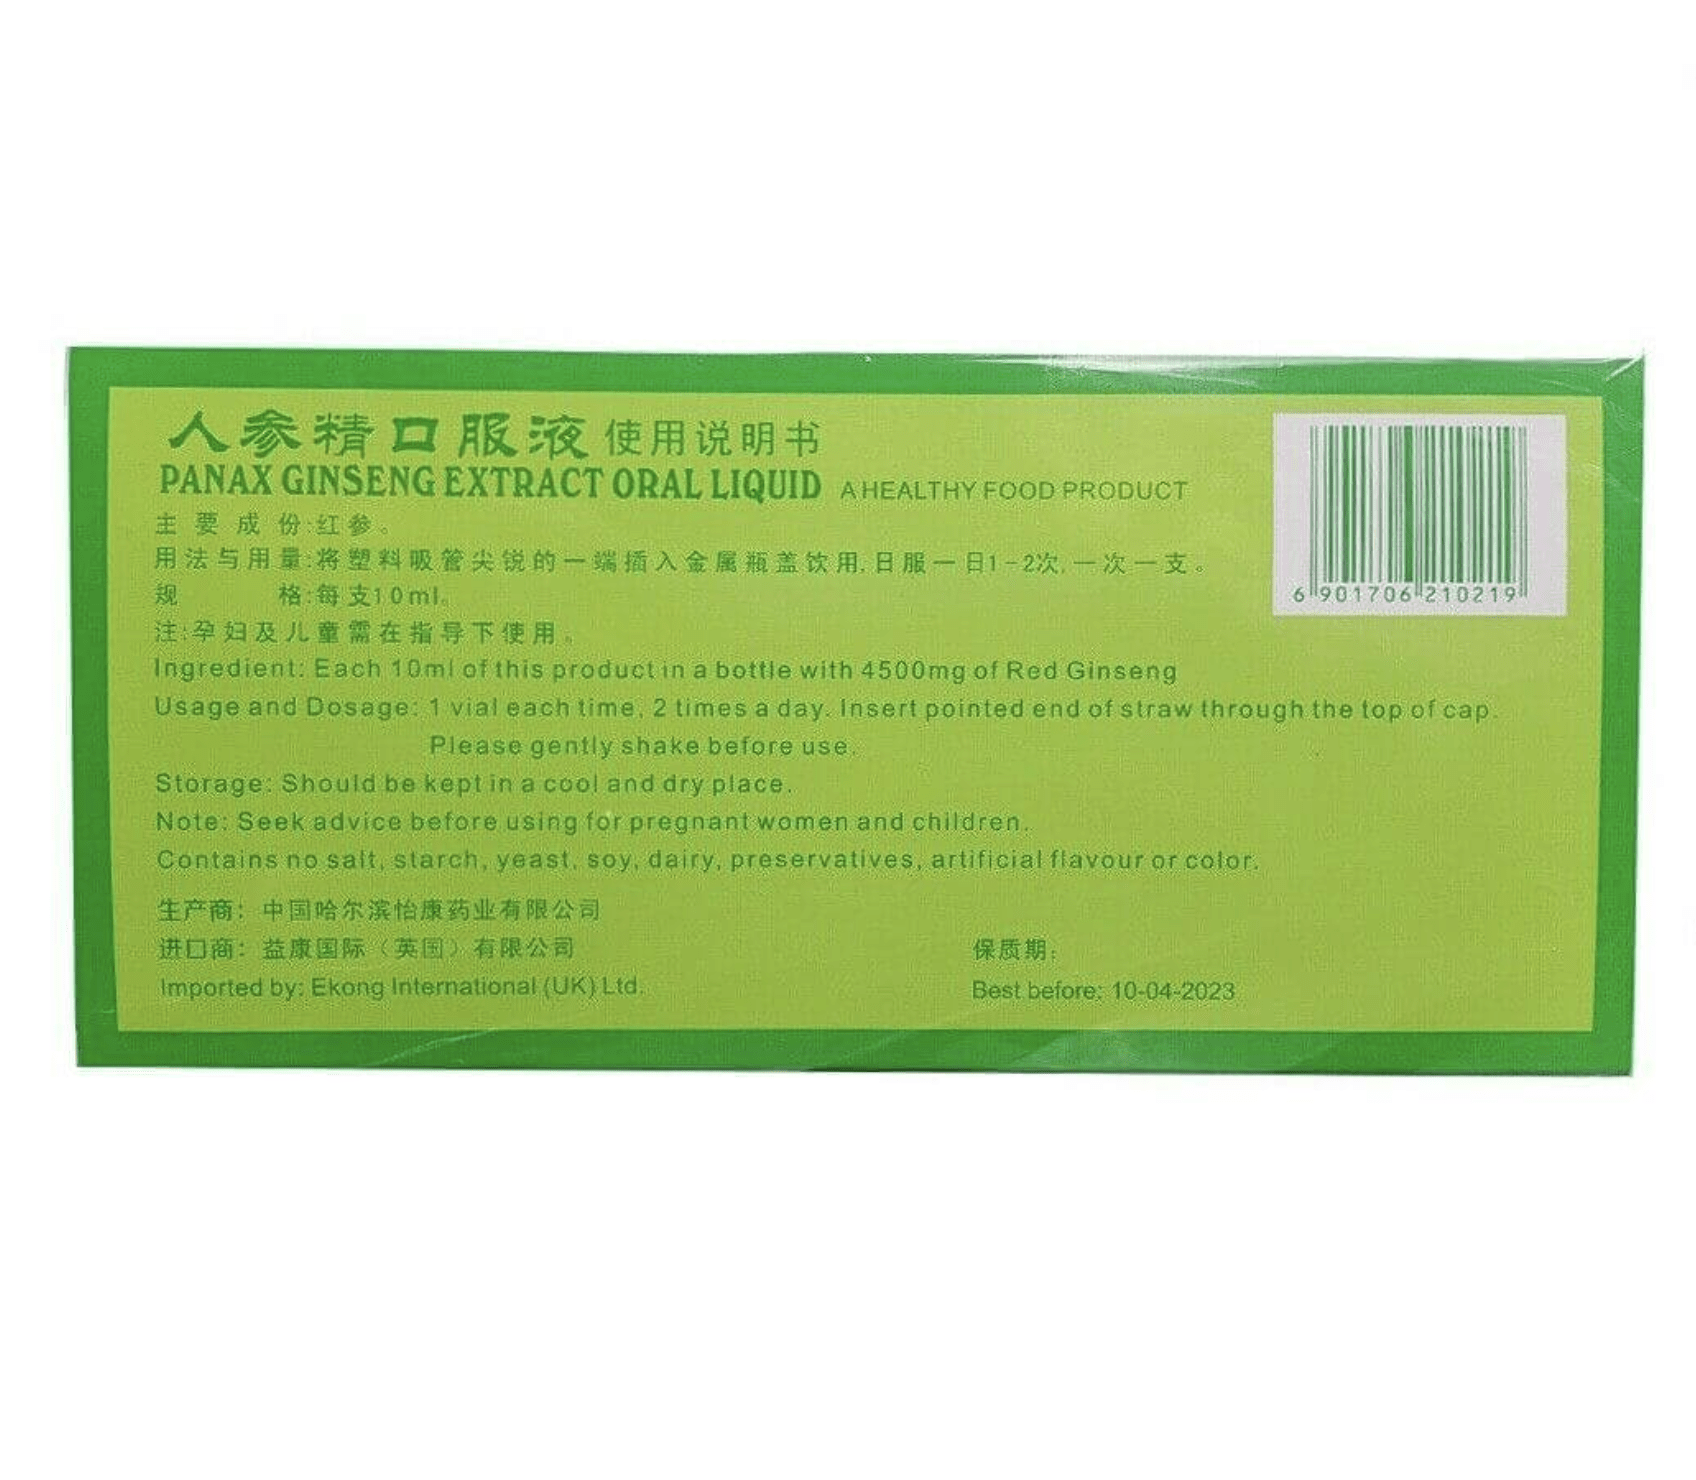 人参精口服液 使用说明书
PANAX GINSENG EXTRACT ORAL LIQUID A HEALTHY FOOD PRODUCT
主要成份:红参。
用法与用量:将塑料吸管尖锐的一端插入金属瓶盖饮用,日服一日1-2次,一次一支。
规 格:每支10ml。
注:孕妇及儿童需在指导下使用。
Ingredient: Each 10ml of this product in a bottle with 4500mg of Red Ginseng
Usage and Dosage: 1 vial each time, 2 times a day. Insert pointed end of straw through the top of cap.
Please gently shake before use.
Storage: Should be kept in a cool and dry place.
Note: Seek advice before using for pregnant women and children.
Contains no salt, starch, yeast, soy, dairy, preservatives, artificial flavour or color.
生产商: 中国哈尔滨怡康药业有限公司
进口商: 益康国际(英国)有限公司
Imported by: Ekong International (UK) Ltd.
保质期:
Best before: 10-04-2023
6 901706 210219